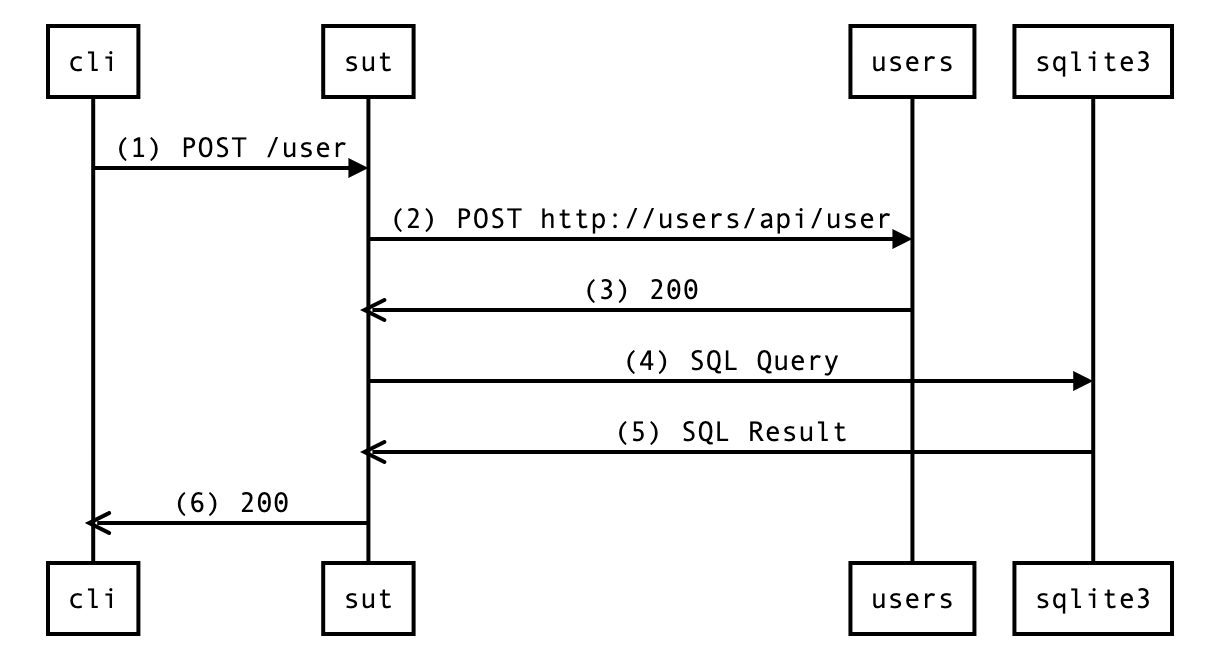 cli
sut
users
sqlite3
(1) POST /user
(2) POST http://users/api/user
(3) 200
(4) SQL Query
(5) SQL Result
(6) 200
cli
sut
users
sqlite3